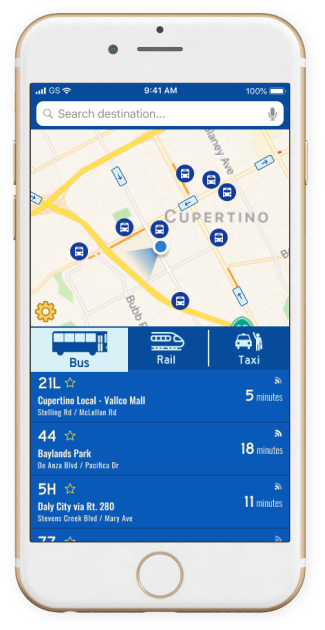 GS 9:41 AM 100%
Search destination...
laney Ave
CUPERTINO
Bubb R
B
Bus Rail Taxi
21L
Cupertino Local - Vallco Mall
5 minutes
Stelling Rd / McLellan Rd
44
Baylands Park
18 minutes
De Anza Blvd / Pacifica Dr
5H
Daly City via Rt. 280
11 minutes
Stevens Creek Blvd / Mary Ave
77